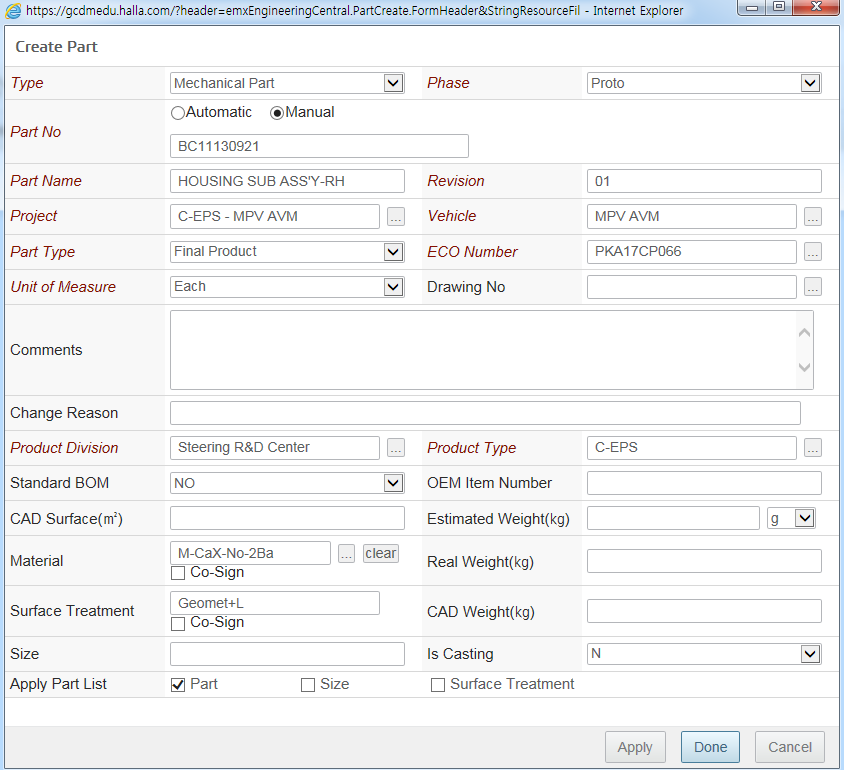 https://gcdmedu.halla.com/?header=emxEngineeringCentral.PartCreate.FormHeader&StringResourceFil - Internet Explorer
Create Part
Type Mechanical Part Phase Proto
Automatic Manual
Part No
BC11130921
Part Name HOUSING SUB ASS'Y-RH Revision 01
Project C-EPS - MPV AVM ... Vehicle MPV AVM ...
Part Type Final Product ECO Number PKA17CP066 ...
Unit of Measure Each Drawing No ...
Comments
Change Reason
Product Division Steering R&D Center ... Product Type C-EPS ...
Standard BOM NO OEM Item Number
CAD Surface(㎡) Estimated Weight(kg) g
Material M-CaX-No-2Ba ... clear Real Weight(kg)
Co-Sign
Surface Treatment Geomet+L CAD Weight(kg)
Co-Sign
Size Is Casting N
Apply Part List Part Size Surface Treatment
Apply Done Cancel